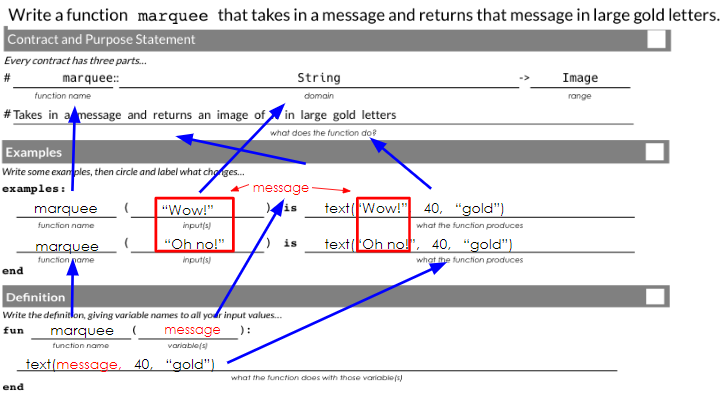 Write a function marquee that takes in a message and returns that message in large gold letters.
Contract and Purpose Statement
Every contract has three parts...
# marquee:: String -> Image
function name domain range
# Takes in a message and returns an image of it in large gold letters
what does the function do?
Examples
Write some examples, then circle and label what changes...
examples: message
marquee ( “Wow!” ) is text(“Wow!” 40, “gold”)
function name input(s) what the function produces
marquee ( “Oh no!” ) is text(“Oh no!”, 40, “gold”)
function name input(s) what the function produces
end
Definition
Write the definition, giving variable names to all your input values...
fun marquee ( message ):
function name variable(s)
text(message, 40, “gold”)
what the function does with those variable(s)
end